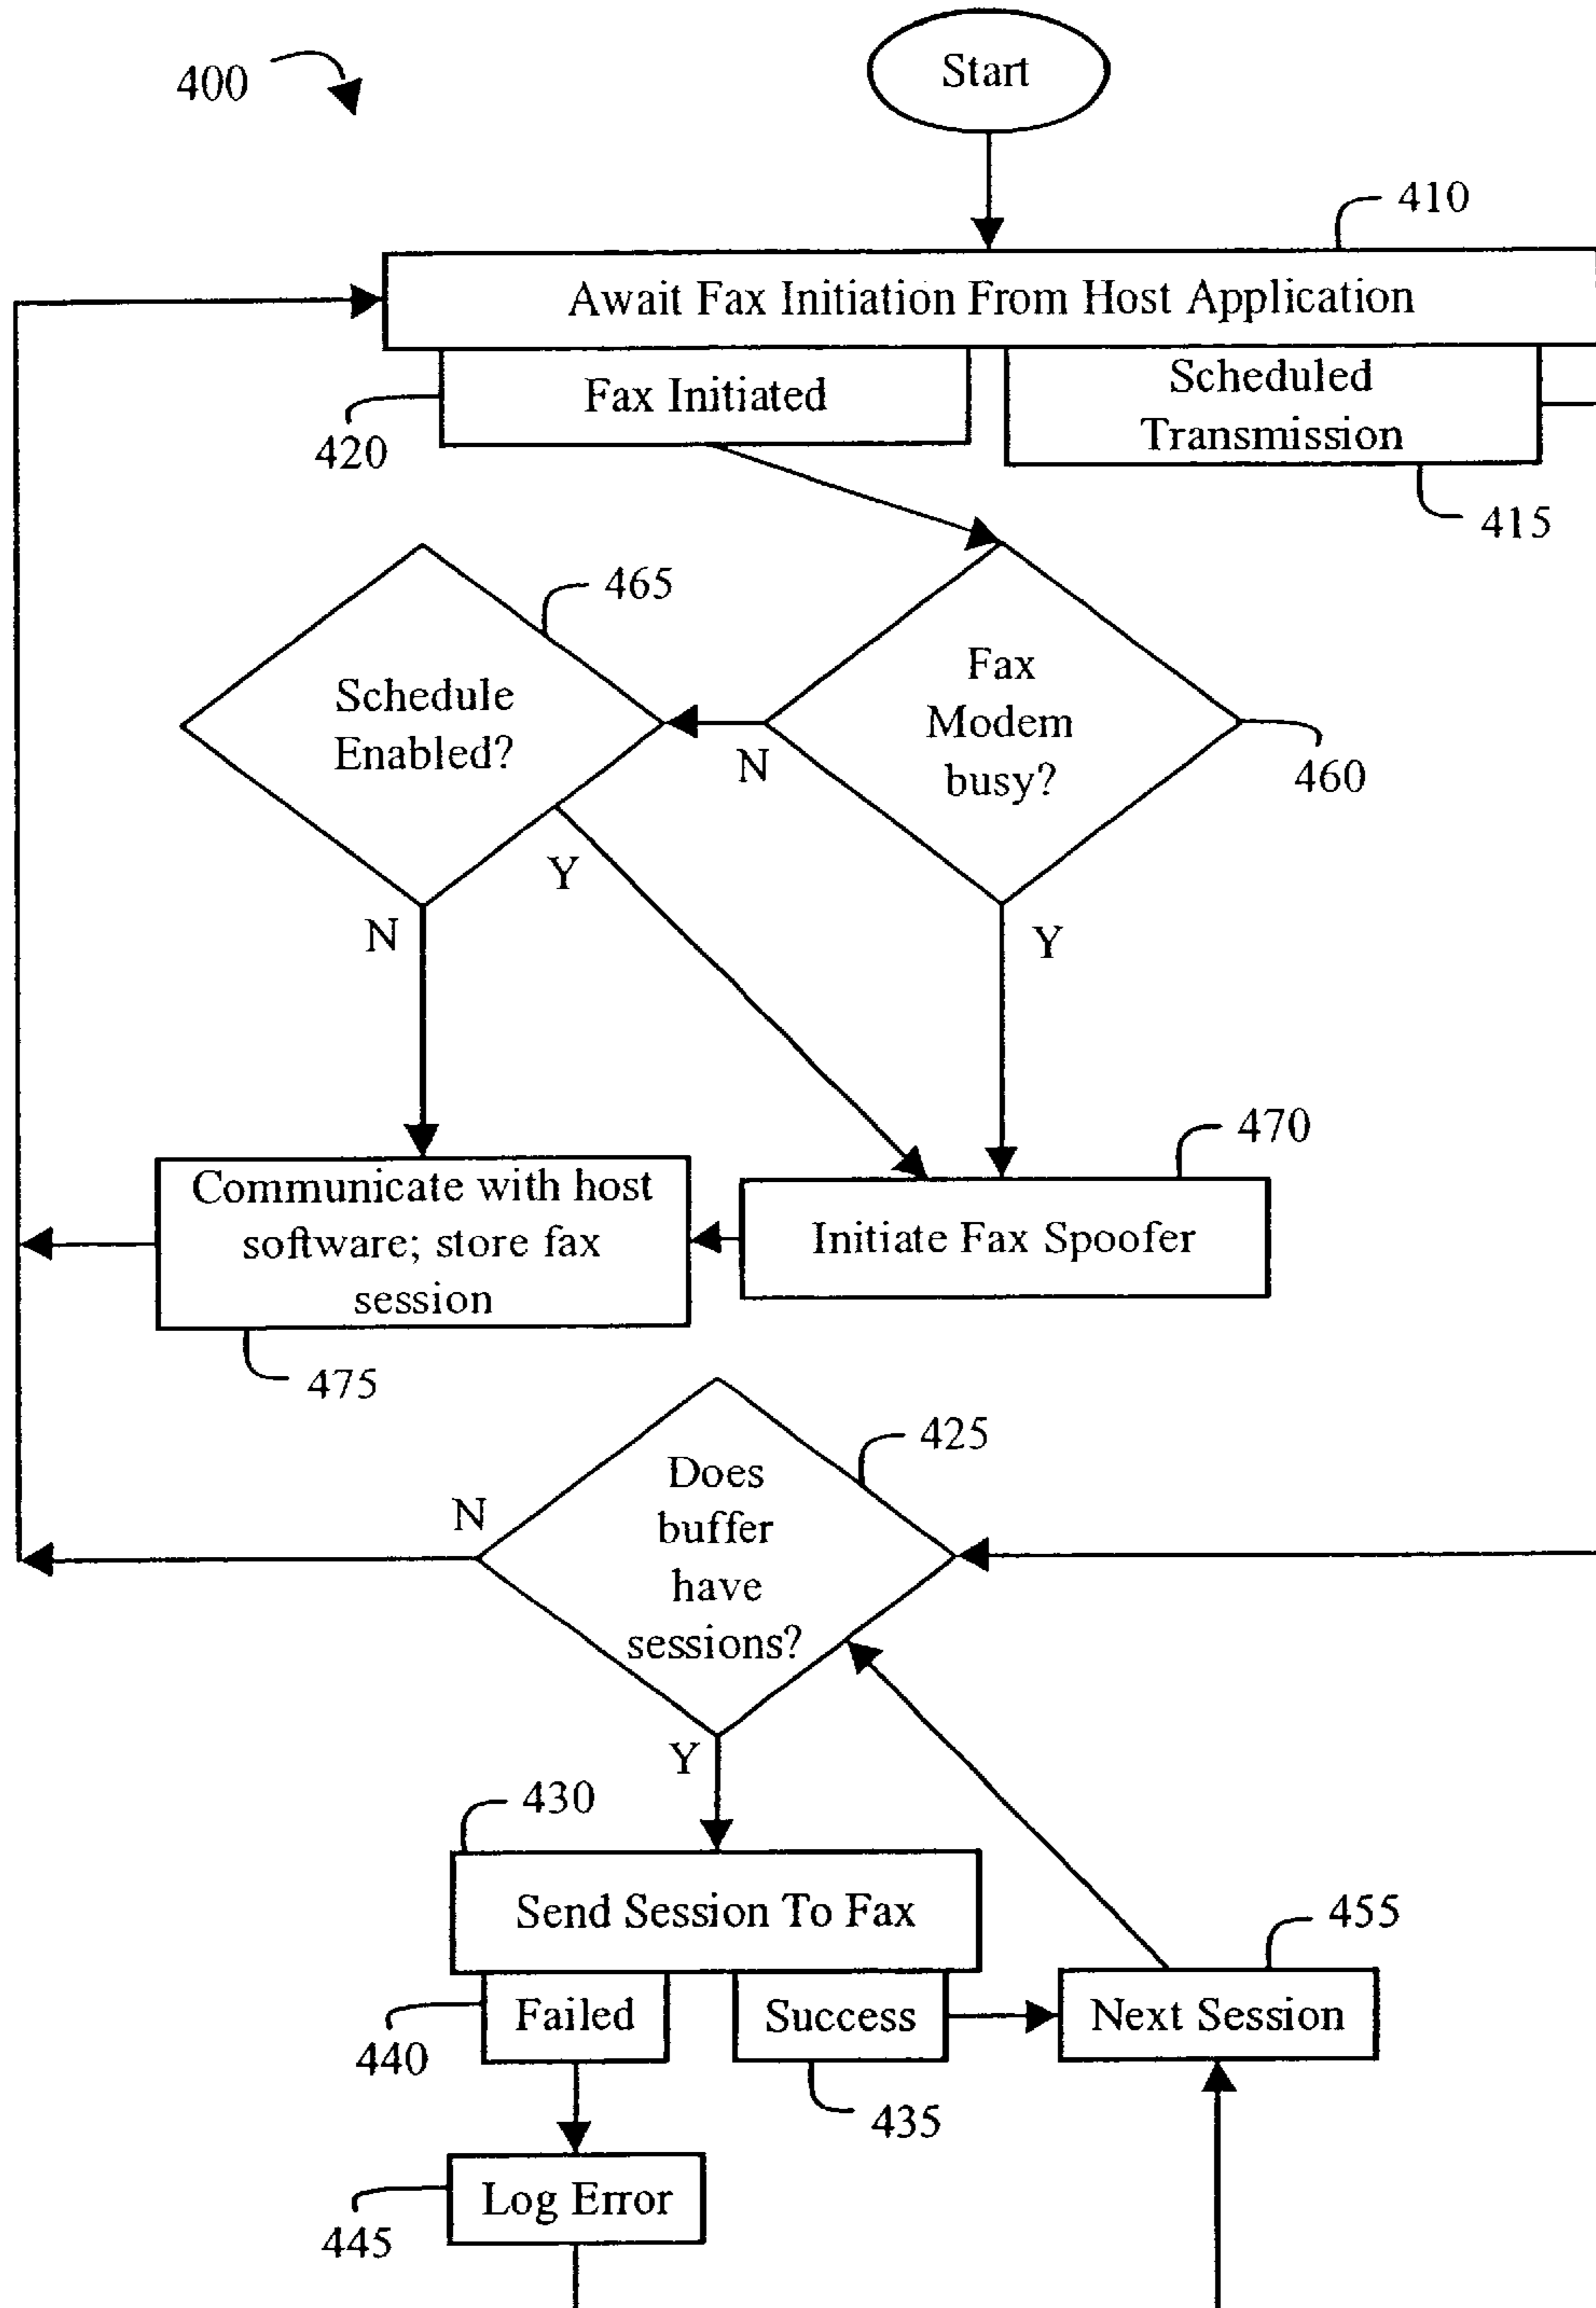 400
Start
410
Await Fax Initiation From Host Application
Fax Initiated
Scheduled
Transmission
420
415
465
Schedule
Enabled?
Fax
Modem
busy?
460
N
Y
N
Y
470
Communicate with host
software; store fax
session
Initiate Fax Spoofer
475
425
Does
buffer
have
sessions?
N
Y
430
Send Session To Fax
455
Failed
Success
Next Session
440
435
Log Error
445